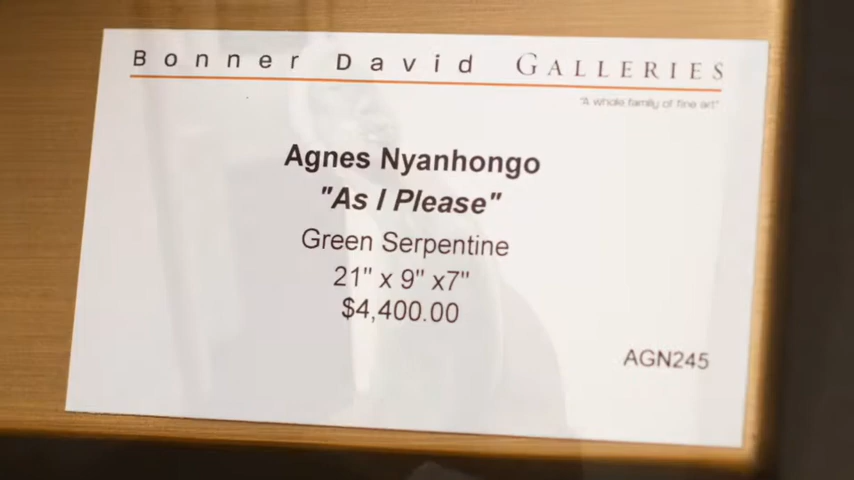 Bonner David GALLERIES
"A whole family of fine art"
Agnes Nyanhongo
"As I Please"
Green Serpentine
21" x 9" x7"
$4,400.00
AGN245